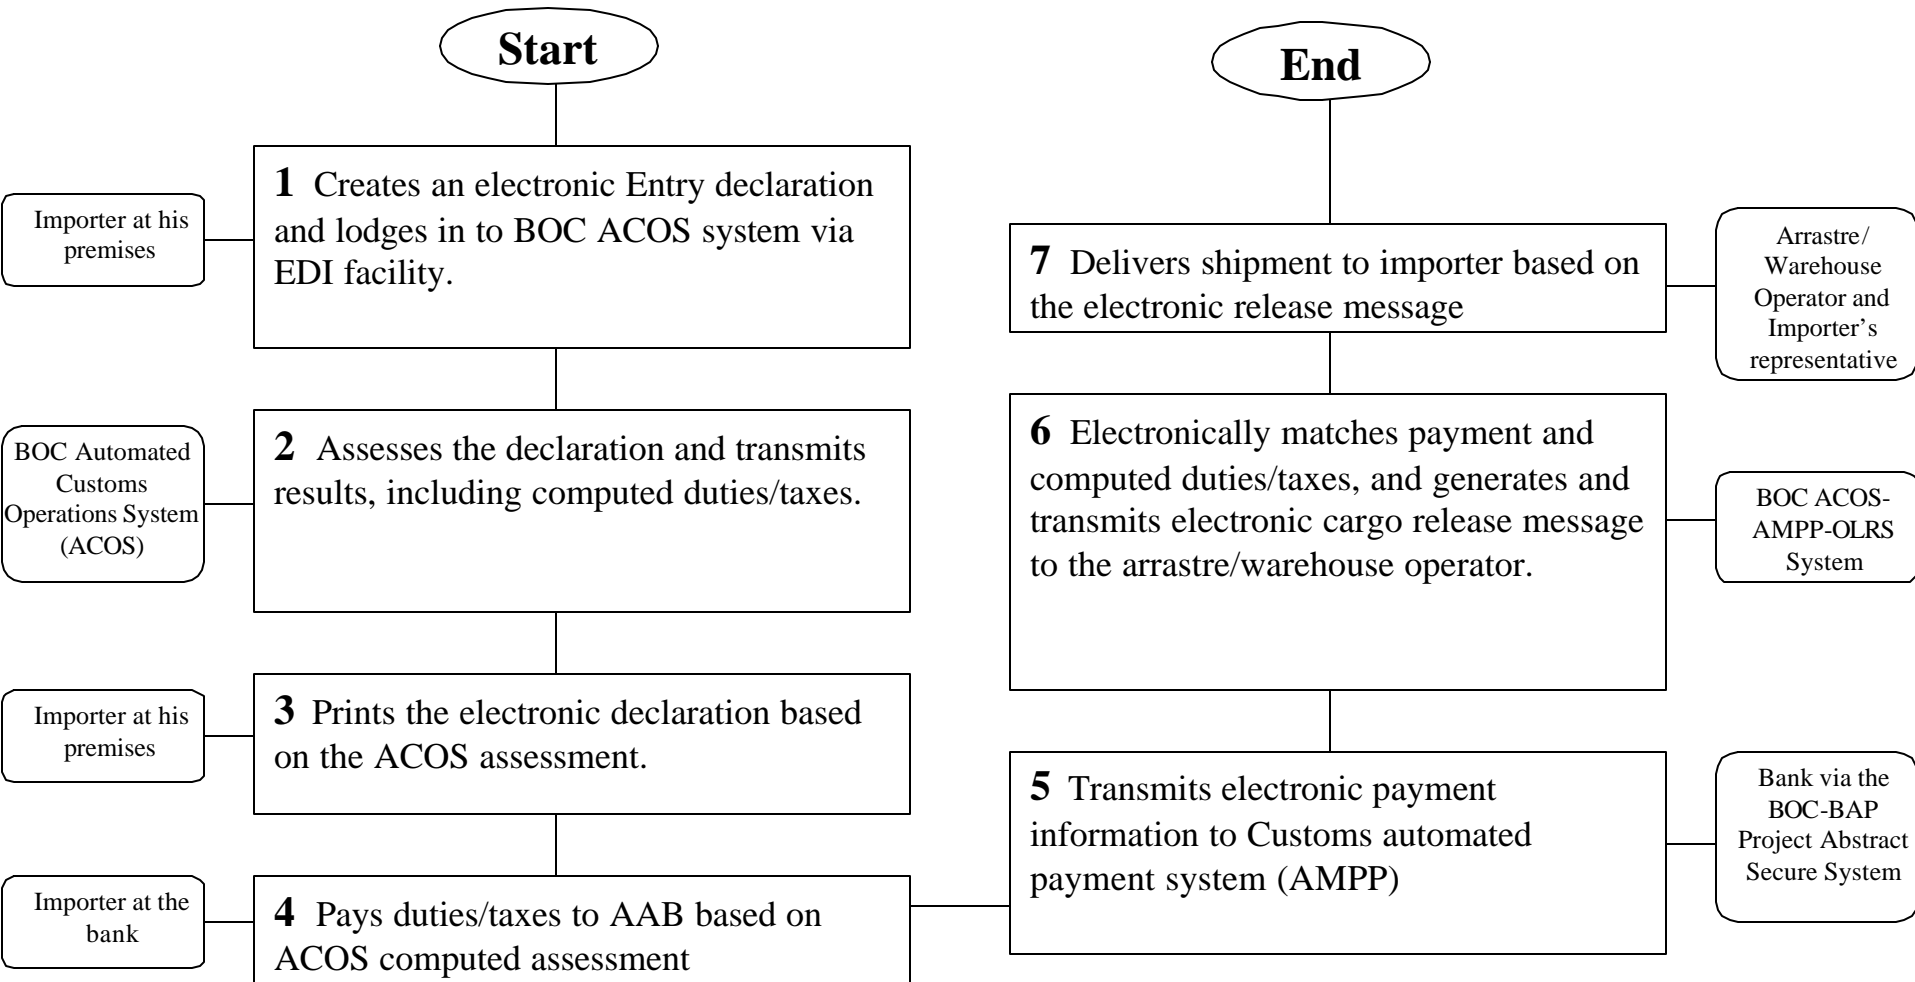 Start
Importer at his
premises
1 Creates an electronic Entry declaration
and lodges in to BOC ACOS system via
EDI facility.
BOC Automated
Customs
Operations System
(ACOS)
2 Assesses the declaration and transmits
results, including computed duties/taxes.
Importer at his
premises
3 Prints the electronic declaration based
on the ACOS assessment.
Importer at the
bank
4 Pays duties/taxes to AAB based on
ACOS computed assessment
End
7 Delivers shipment to importer based on
the electronic release message
Arrastre/
Warehouse
Operator and
Importer’s
representative
6 Electronically matches payment and
computed duties/taxes, and generates and
transmits electronic cargo release message
to the arrastre/warehouse operator.
BOC ACOS-
AMPP-OLRS
System
5 Transmits electronic payment
information to Customs automated
payment system (AMPP)
Bank via the
BOC-BAP
Project Abstract
Secure System